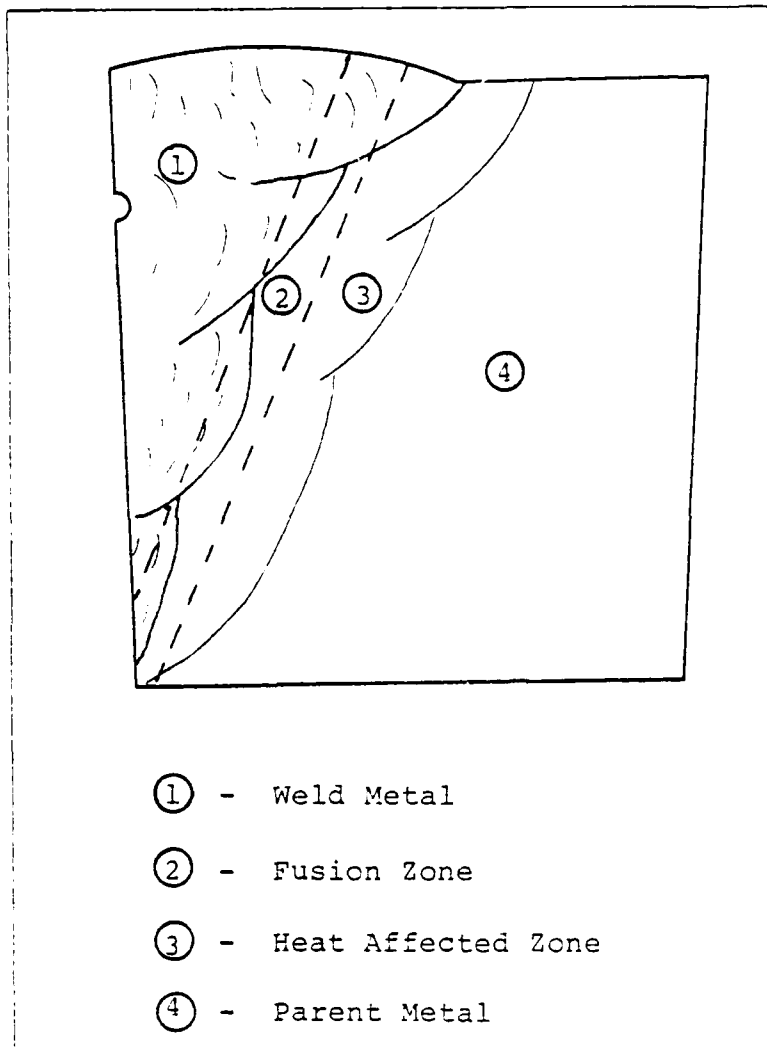 1
2
3
4
1 - Weld Metal
2 - Fusion Zone
3 - Heat Affected Zone
4 - Parent Metal